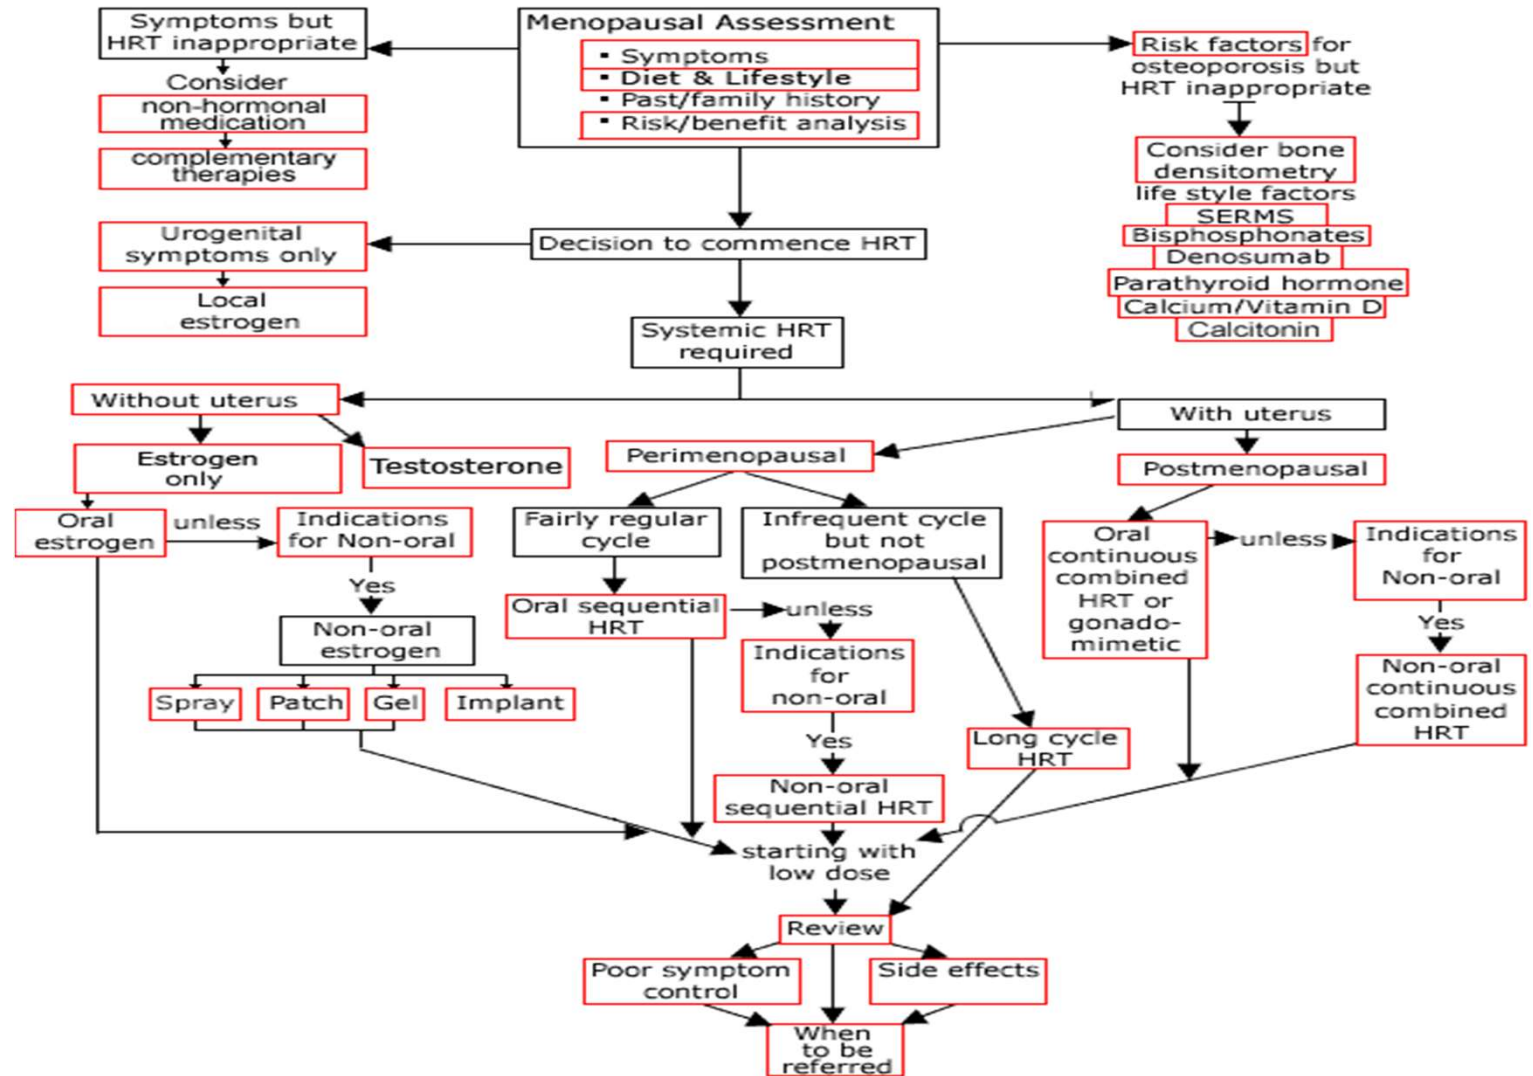 Symptoms but
HRT inappropriate
Consider
non-hormonal
medication
complementary
therapies
Menopausal Assessment
▪ Symptoms
▪ Diet & Lifestyle
▪ Past/family history
▪ Risk/benefit analysis
Risk factors for
osteoporosis but
HRT inappropriate
Consider bone
densitometry
life style factors
SERMS
Bisphosphonates
Denosumab
Parathyroid hormone
Calcium/Vitamin D
Calcitonin
Urogenital
symptoms only
Local
estrogen
Decision to commence HRT
Systemic HRT
required
Without uterus
With uterus
Estrogen
only
Testosterone
Perimenopausal
Postmenopausal
Oral
estrogen
unless
Indications
for Non-oral
Yes
Non-oral
estrogen
Spray
Patch
Gel
Implant
Fairly regular
cycle
Infrequent cycle
but not
postmenopausal
Oral sequential
HRT
unless
Indications
for
non-oral
Yes
Non-oral
sequential HRT
Long cycle
HRT
Oral
continuous
combined
HRT or
gonado-
mimetic
unless
Indications
for
Non-oral
Yes
Non-oral
continuous
combined
HRT
starting with
low dose
Review
Poor symptom
control
Side effects
When
to be
referred